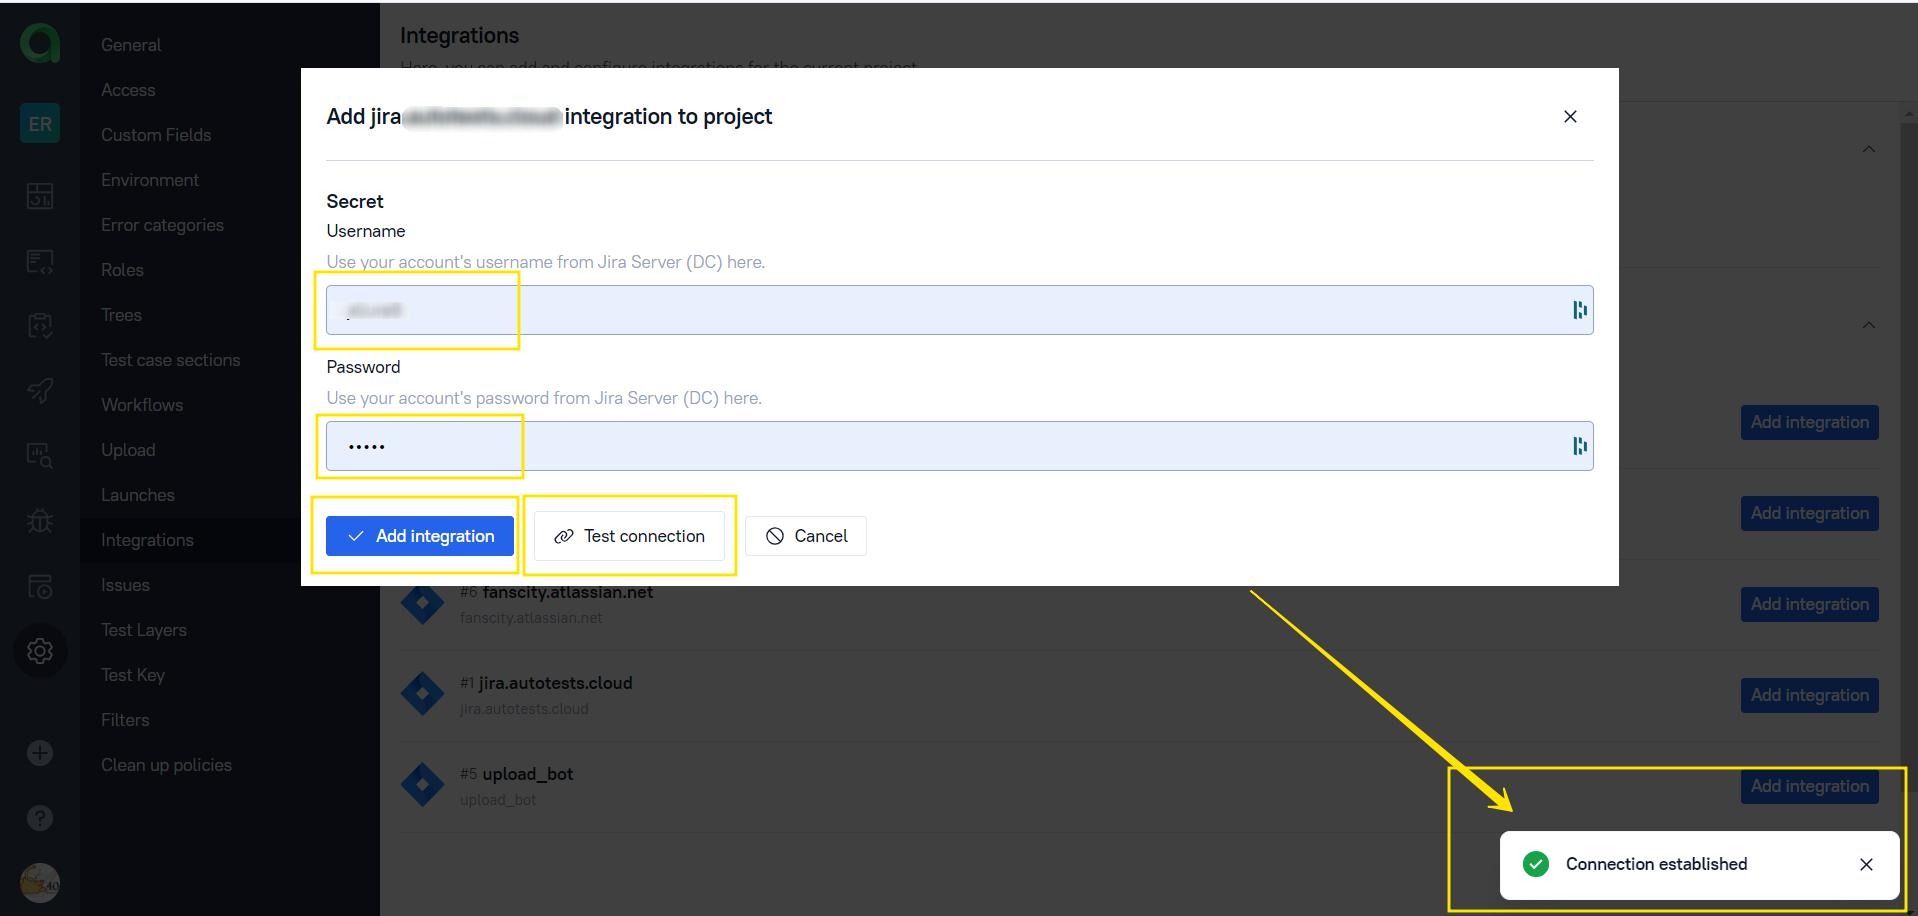 General
Access
ER
Custom Fields
Environment
Error categories
Roles
Trees
Test case sections
Workflows
Upload
Launches
Integrations
Issues
Test Layers
Test Key
Filters
Clean up policies
Integrations
Here, you can add and configure integrations for the current project
Add jira integration to project
Secret
Username
Use your account's username from Jira Server (DC) here.
Password
Use your account's password from Jira Server (DC) here.
•••••
Add integration
Test connection
Cancel
Add integration
Add integration
#6 fanscity.atlassian.net
fanscity.atlassian.net
Add integration
#1 jira.autotests.cloud
jira.autotests.cloud
Add integration
#5 upload_bot
upload_bot
Add integration
Connection established